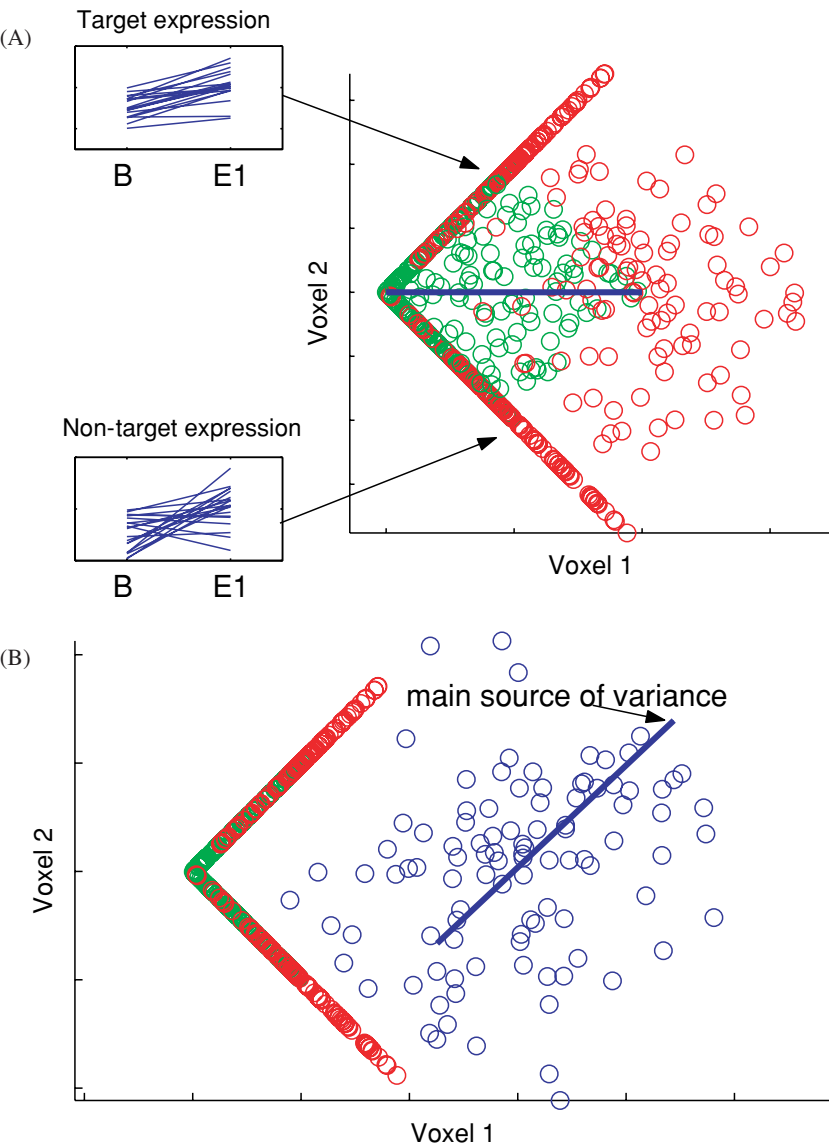 (A)
Target expression
B E1
Voxel 2
Non-target expression
B E1
Voxel 1
(B)
main source of variance
Voxel 2
Voxel 1